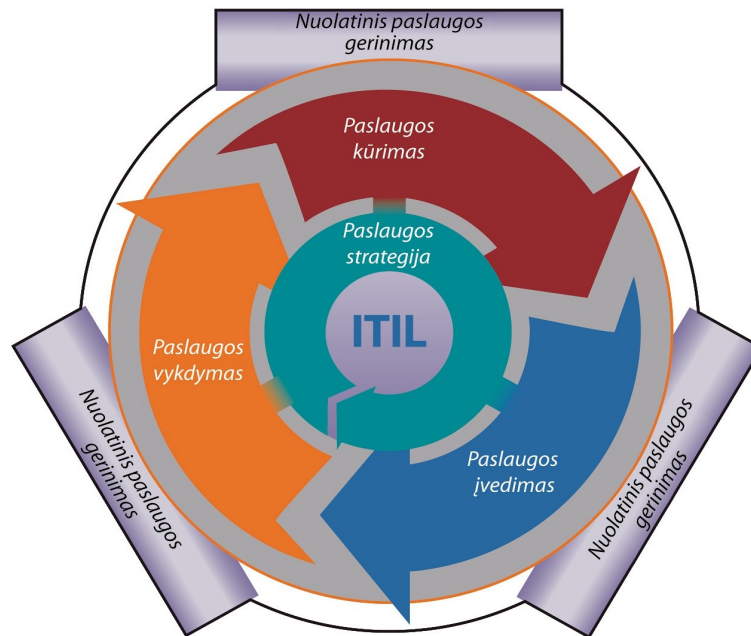 Nuolatinis paslaugos
gerinimas
Paslaugos
kūrimas
Paslaugos
strategija
ITIL
Paslaugos
vykdymas
Paslaugos
įvedimas
Nuolatinis paslaugos
gerinimas
Nuolatinis paslaugos
gerinimas